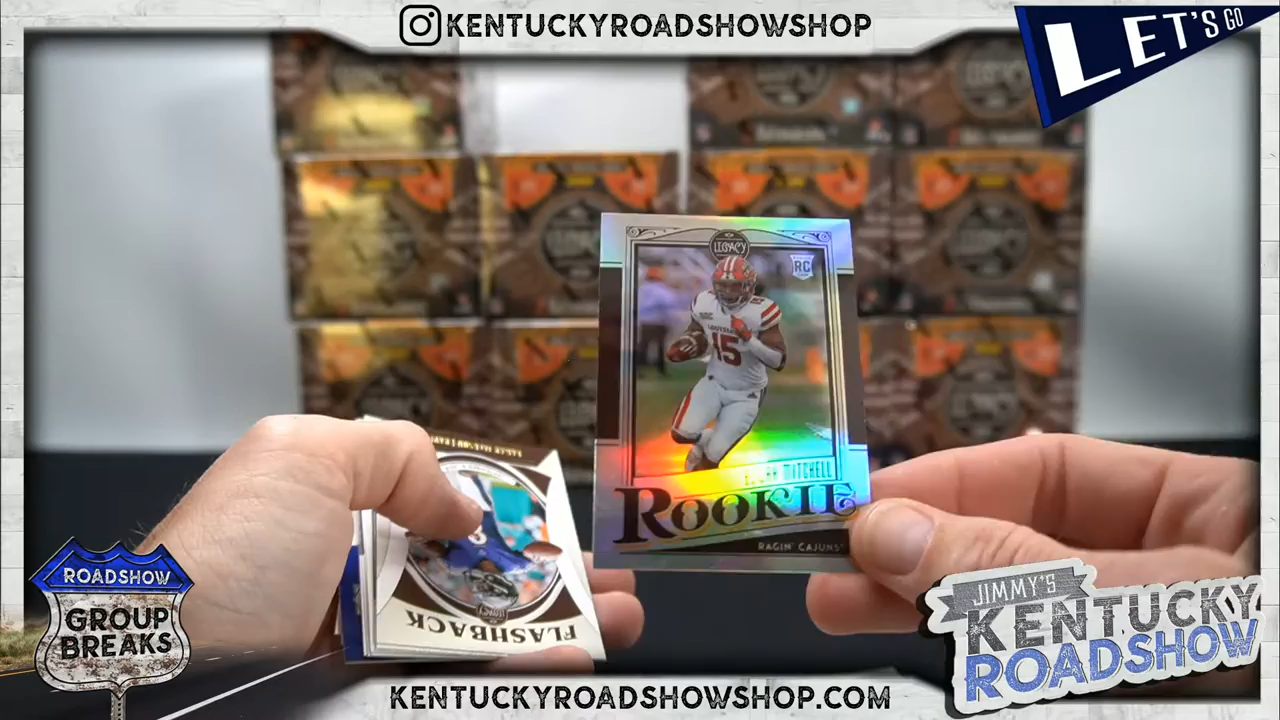 KENTUCKYROADSHOWSHOP
LET'S GO
LEGACY
RC
LOUISIANA
15
MITCHELL
ROOKIE
RAGIN' CAJUNS
FLASHBACK
ROADSHOW
GROUP
BREAKS
JIMMY'S
KENTUCKY
ROADSHOW
KENTUCKYROADSHOWSHOP.COM